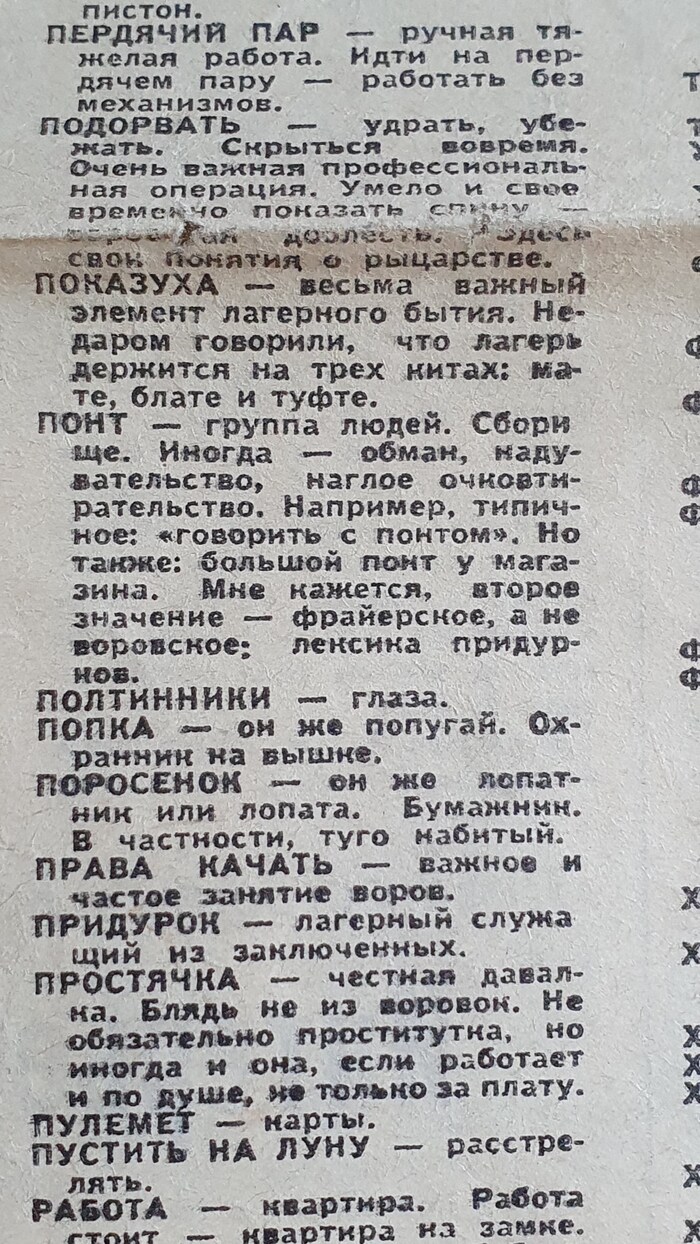 пистон.
ПЕРДЯЧИЙ ПАР — ручная тя-
желая работа. Идти на пер-
дячем пару — работать без
механизмов.
ПОДОРВАТЬ — удрать, убе-
жать. Скрыться вовремя.
Очень важная профессиональ-
ная операция. Умело и свое
временно показать спину —
доблесть. Здесь
свои понятия о рыцарстве.
ПОКАЗУХА — весьма важный
элемент лагерного бытия. Не-
даром говорили, что лагерь
держится на трех китах: ма-
те, блате и туфте.
ПОНТ — группа людей. Сбори
ще. Иногда — обман, наду-
вательство, наглое очковти-
рательство. Например, типич-
ное: «говорить с понтом». Но
также: большой понт у мага-
зина. Мне кажется, второе
значение — фрайерское, а не
воровское; лексика придур-
ков.
ПОЛТИННИКИ — глаза.
ПОПКА — он же попугай. Ох-
ранник на вышке.
ПОРОСЕНОК — он же лопат-
ник или лопата. Бумажник.
В частности, туго набитый.
ПРАВА КАЧАТЬ — важное и
частое занятие воров.
ПРИДУРОК — лагерный служа
щий из заключенных.
ПРОСТЯЧКА — честная давал-
ка. Блядь не из воровок. Не
обязательно проститутка, но
иногда и она, если работает
и по душе, не только за плату.
ПУЛЕМЕТ — карты.
ПУСТИТЬ НА ЛУНУ — расстре-
лять.
РАБОТА — квартира. Работа
стоит — квартира на замке.